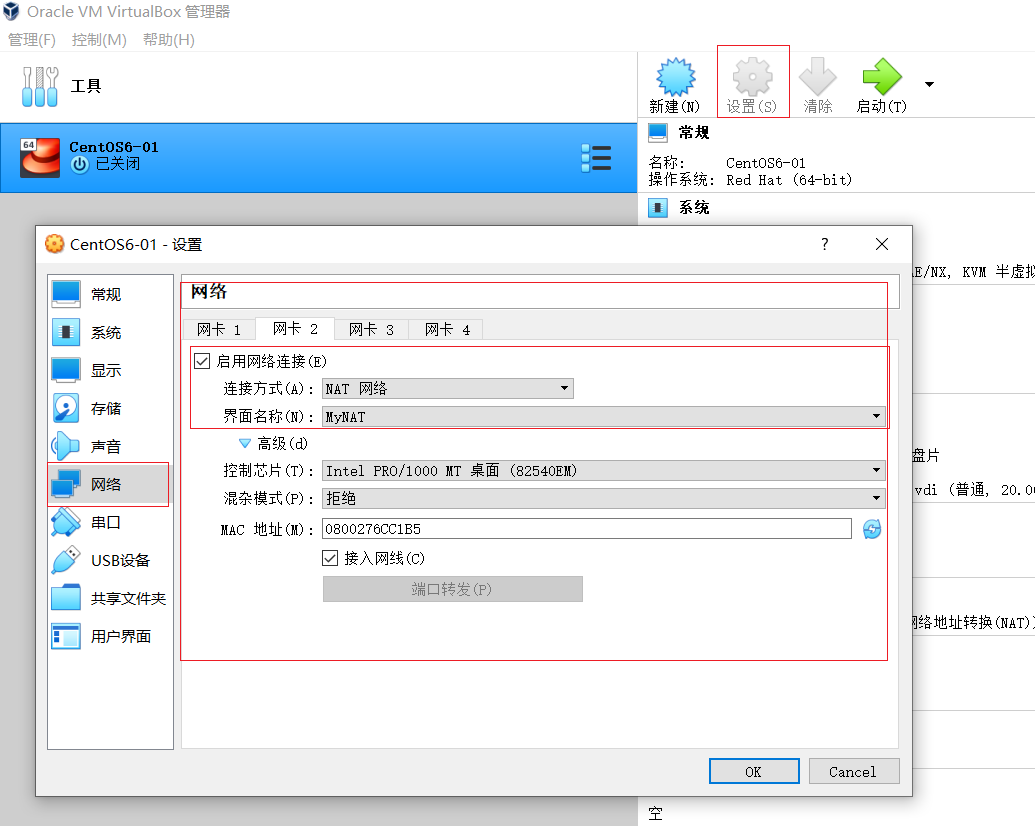 Oracle VM VirtualBox 管理器
管理(F) 控制(M) 帮助(H)
工具
新建(N) 设置(S) 清除 启动(T)
64
CentOS6-01
已关闭
常规
名称: CentOS6-01
操作系统: Red Hat (64-bit)
系统
AE/NX, KVM 半虚拟
盘片
vdi (普通, 20.00
网络地址转换(NAT)
空
CentOS6-01 - 设置
常规
系统
显示
存储
声音
网络
串口
USB设备
共享文件夹
用户界面
网络
网卡 1 网卡 2 网卡 3 网卡 4
启用网络连接(E)
连接方式(A): NAT 网络
界面名称(N): MyNAT
高级(d)
控制芯片(T): Intel PRO/1000 MT 桌面 (82540EM)
混杂模式(P): 拒绝
MAC 地址(M): 0800276CC1B5
接入网线(C)
端口转发(P)
OK Cancel